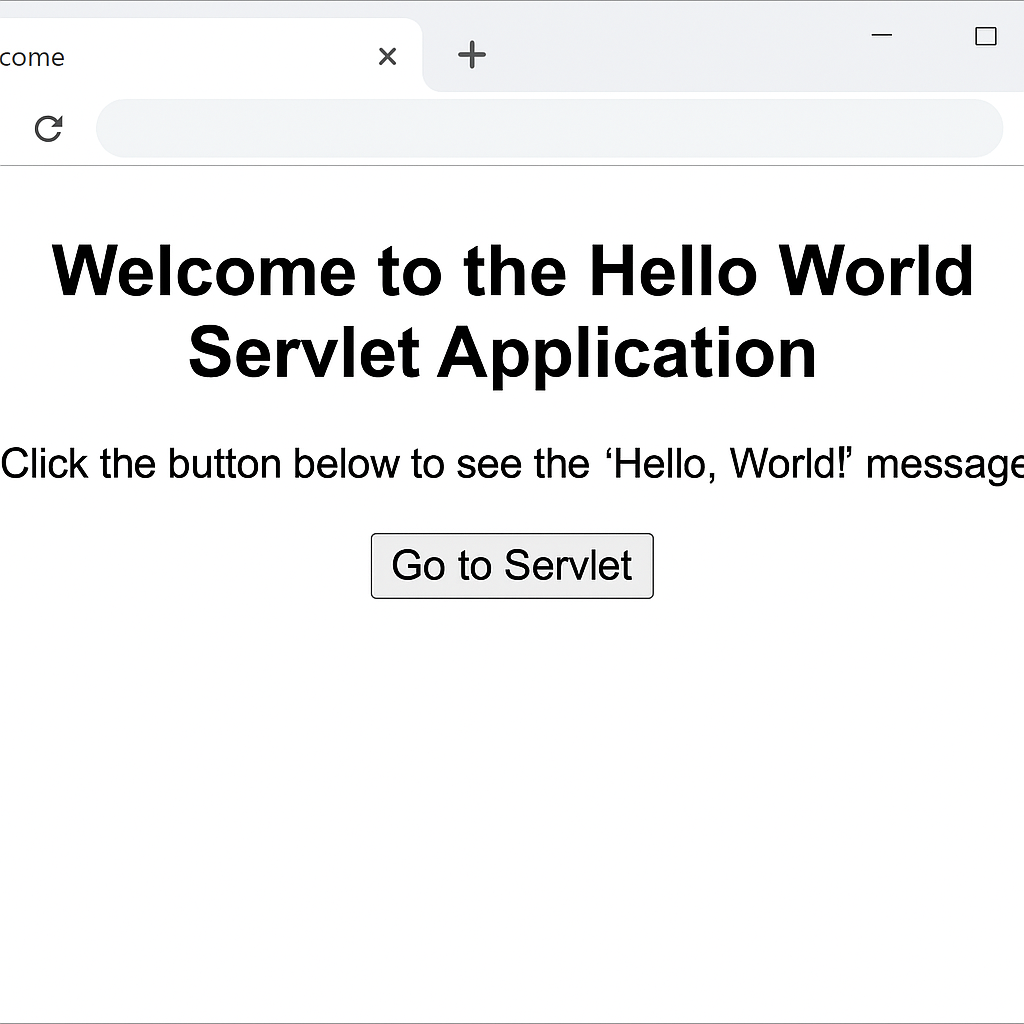 come
Welcome to the Hello World
Servlet Application
Click the button below to see the ‘Hello, World!’ message
Go to Servlet